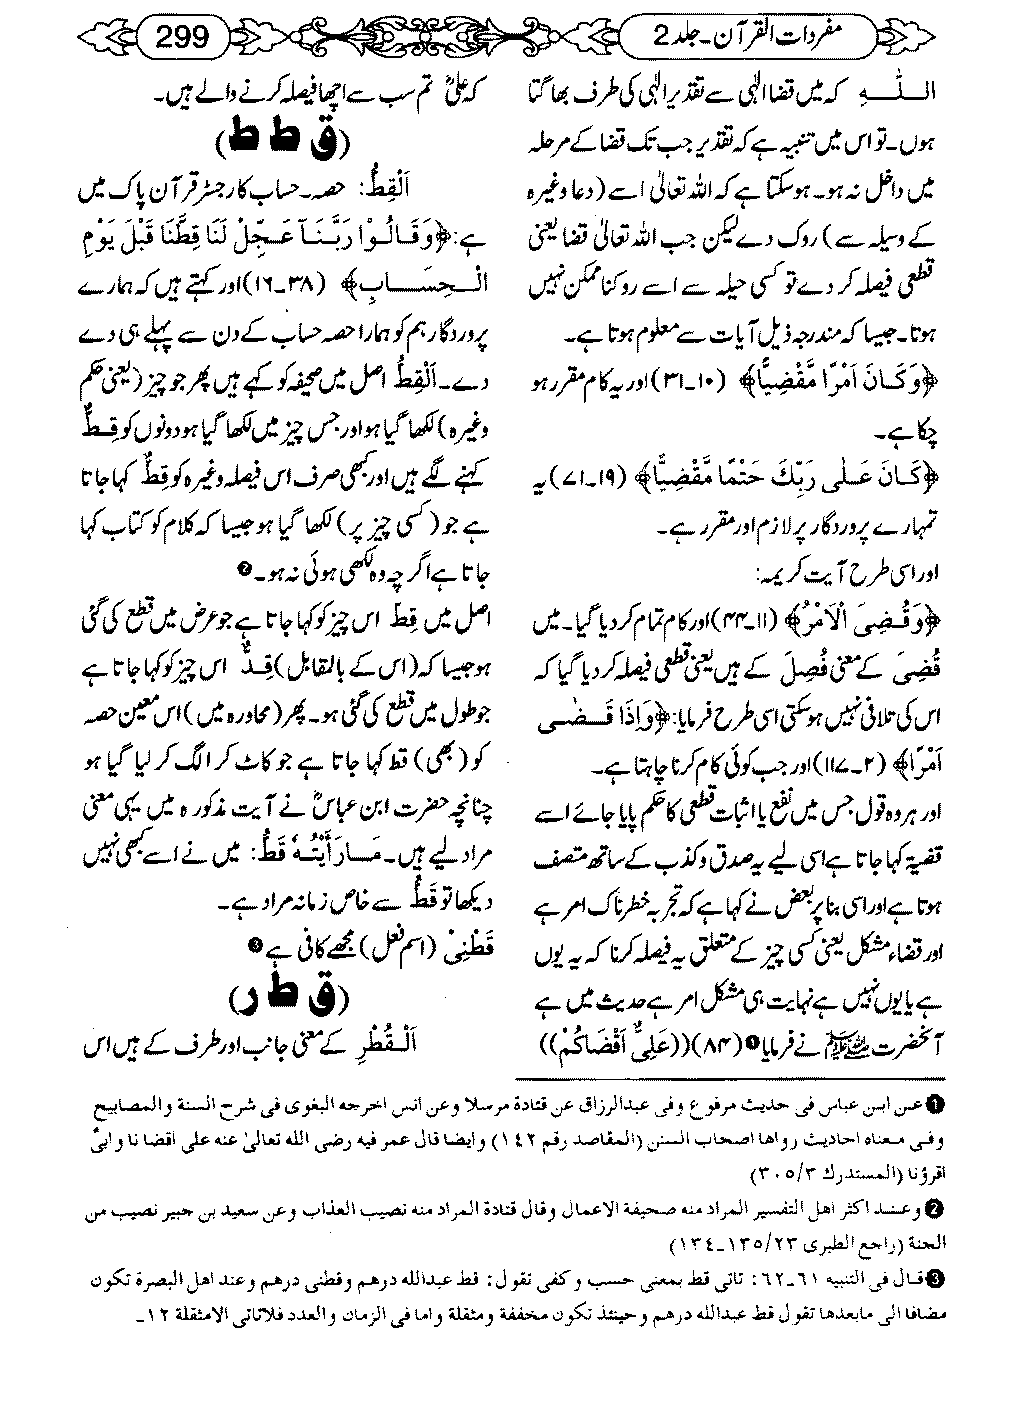 مفردات القرآن۔جلد 2
299
اللّٰہِ کہ میں قضا الٰہی سے تقدیر الٰہی کی طرف بھاگتا
ہوں۔تو اس میں تنبیہ ہے کہ تقدیر جب تک قضا کے مرحلہ
میں داخل نہ ہو۔ہوسکتا ہے کہ اللہ تعالیٰ اسے (دعا وغیرہ
کے وسیلہ سے) روک دے لیکن جب اللہ تعالیٰ قضا یعنی
قطعی فیصلہ کر دے تو کسی حیلہ سے اسے روکنا ممکن نہیں
ہوتا۔جیسا کہ مندرجہ ذیل آیات سے معلوم ہوتا ہے۔
﴿وَکَانَ اَمْرًا مَّقْضِیًّا﴾ (۱۰۔۳۱) اور یہ کام مقرر ہو
چکا ہے۔
﴿کَانَ عَلٰی رَبِّکَ حَتْمًا مَّقْضِیًّا﴾ (۱۹۔۷۱) یہ
تمہارے پروردگار پر لازم اور مقرر ہے۔
اور اسی طرح آیت کریمہ:
﴿وَقُضِیَ الْاَمْرُ﴾ (۱۱۔۴۴) اور کام تمام کر دیا گیا۔میں
قُضِیَ کے معنی فُصِلَ کے ہیں یعنی قطعی فیصلہ کر دیا گیا کہ
اس کی تلافی نہیں ہوسکتی اسی طرح فرمایا: ﴿وَاِذَا قَضٰی
اَمْرًا﴾ (۲۔۱۱۷) اور جب کوئی کام کرنا چاہتا ہے۔
اور ہر وہ قول جس میں نفع یا اثبات قطعی کا حکم پایا جائے اسے
قضیۃ کہا جاتا ہے اسی لیے یہ صدق وکذب کے ساتھ متصف
ہوتا ہے اور اسی بنا پر بعض نے کہا ہے کہ تجربہ خطرناک امر ہے
اور قضاء مشکل یعنی کسی چیز کے متعلق یہ فیصلہ کرنا کہ یہ یوں
ہے یا یوں نہیں ہے نہایت ہی مشکل امر ہے حدیث میں ہے
آنحضرت ﷺ نے فرمایا❶ (۸۴) ((عَلِیٌّ اَقْضَاکُمْ))
کہ علیؓ تم سب سے اچھا فیصلہ کرنے والے ہیں۔
(ق ط ط)
اَلْقِطُّ: حصہ۔حساب کا رجسٹر قرآن پاک میں
ہے: ﴿وَقَالُوْا رَبَّنَا عَجِّلْ لَنَا قِطَّنَا قَبْلَ یَوْمِ
الْحِسَابِ﴾ (۳۸۔۱۶) اور کہتے ہیں کہ ہمارے
پروردگار ہم کو ہمارا حصہ حساب کے دن سے پہلے ہی دے
دے۔اَلْقِطُّ اصل میں صحیفہ کو کہتے ہیں پھر جو چیز (یعنی حکم
وغیرہ) لکھا گیا ہو اور جس چیز میں لکھا گیا ہو دونوں کو قِطٌّ
کہنے لگے ہیں اور کبھی صرف اس فیصلہ وغیرہ کو قِطٌّ کہا جاتا
ہے جو (کسی چیز پر) لکھا گیا ہو جیسا کہ کلام کو کتاب کہا
جاتا ہے اگر چہ وہ لکھی ہوئی نہ ہو۔❷
اصل میں قِط اس چیز کو کہا جاتا ہے جو عرض میں قطع کی گئی
ہو جیسا کہ (اس کے بالمقابل) قِدٌّ اس چیز کو کہا جاتا ہے
جو طول میں قطع کی گئی ہو۔پھر (محاورہ میں) اس معین حصہ
کو (بھی) قط کہا جاتا ہے جو کاٹ کر الگ کر لیا گیا ہو
چنانچہ حضرت ابن عباسؓ نے آیت مذکورہ میں یہی معنی
مراد لیے ہیں۔مَارَأَیْتُہٗ قَطُّ: میں نے اسے کبھی نہیں
دیکھا تو قَطُّ سے خاص زمانہ مراد ہے۔
قَطْنِیْ (اسم فعل) مجھے کافی ہے❸
(ق ط ر)
اَلْقُطْرِ کے معنی جانب اور طرف کے ہیں اس
❶ عن ابن عباس فی حدیث مرفوع وفی عبدالرزاق عن قتادة مرسلا وعن انس اخرجه البغوی فی شرح السنة والمصابیح
وفی معناه احادیث رواها اصحاب السنن (المقاصد رقم ١٤٢) وایضا قال عمر فیه رضی الله تعالیٰ عنه علی اقضانا وابیؓ
اقرؤنا (المستدرك ٣/٣٠٥)
❷ وعند اکثر اهل التفسیر المراد منه صحیفة الاعمال وقال قتادة المراد منه نصیب العذاب وعن سعید بن جبیر نصیب من
الجنة (راجع الطبری ٢٣/١٣٥۔١٣٤)
❸ قال فی التنبیه ٦١۔٦٢: تاتی قط بمعنی حسب وکفی تقول: قط عبدالله درهم وقطنی درهم وعند اهل البصرة تکون
مضافا الی مابعدها تقول قط عبدالله درهم وحینئذ تکون مخففة ومثقلة واما فی الزمان والعدد فلاتاتی الامثقلة ١٢۔